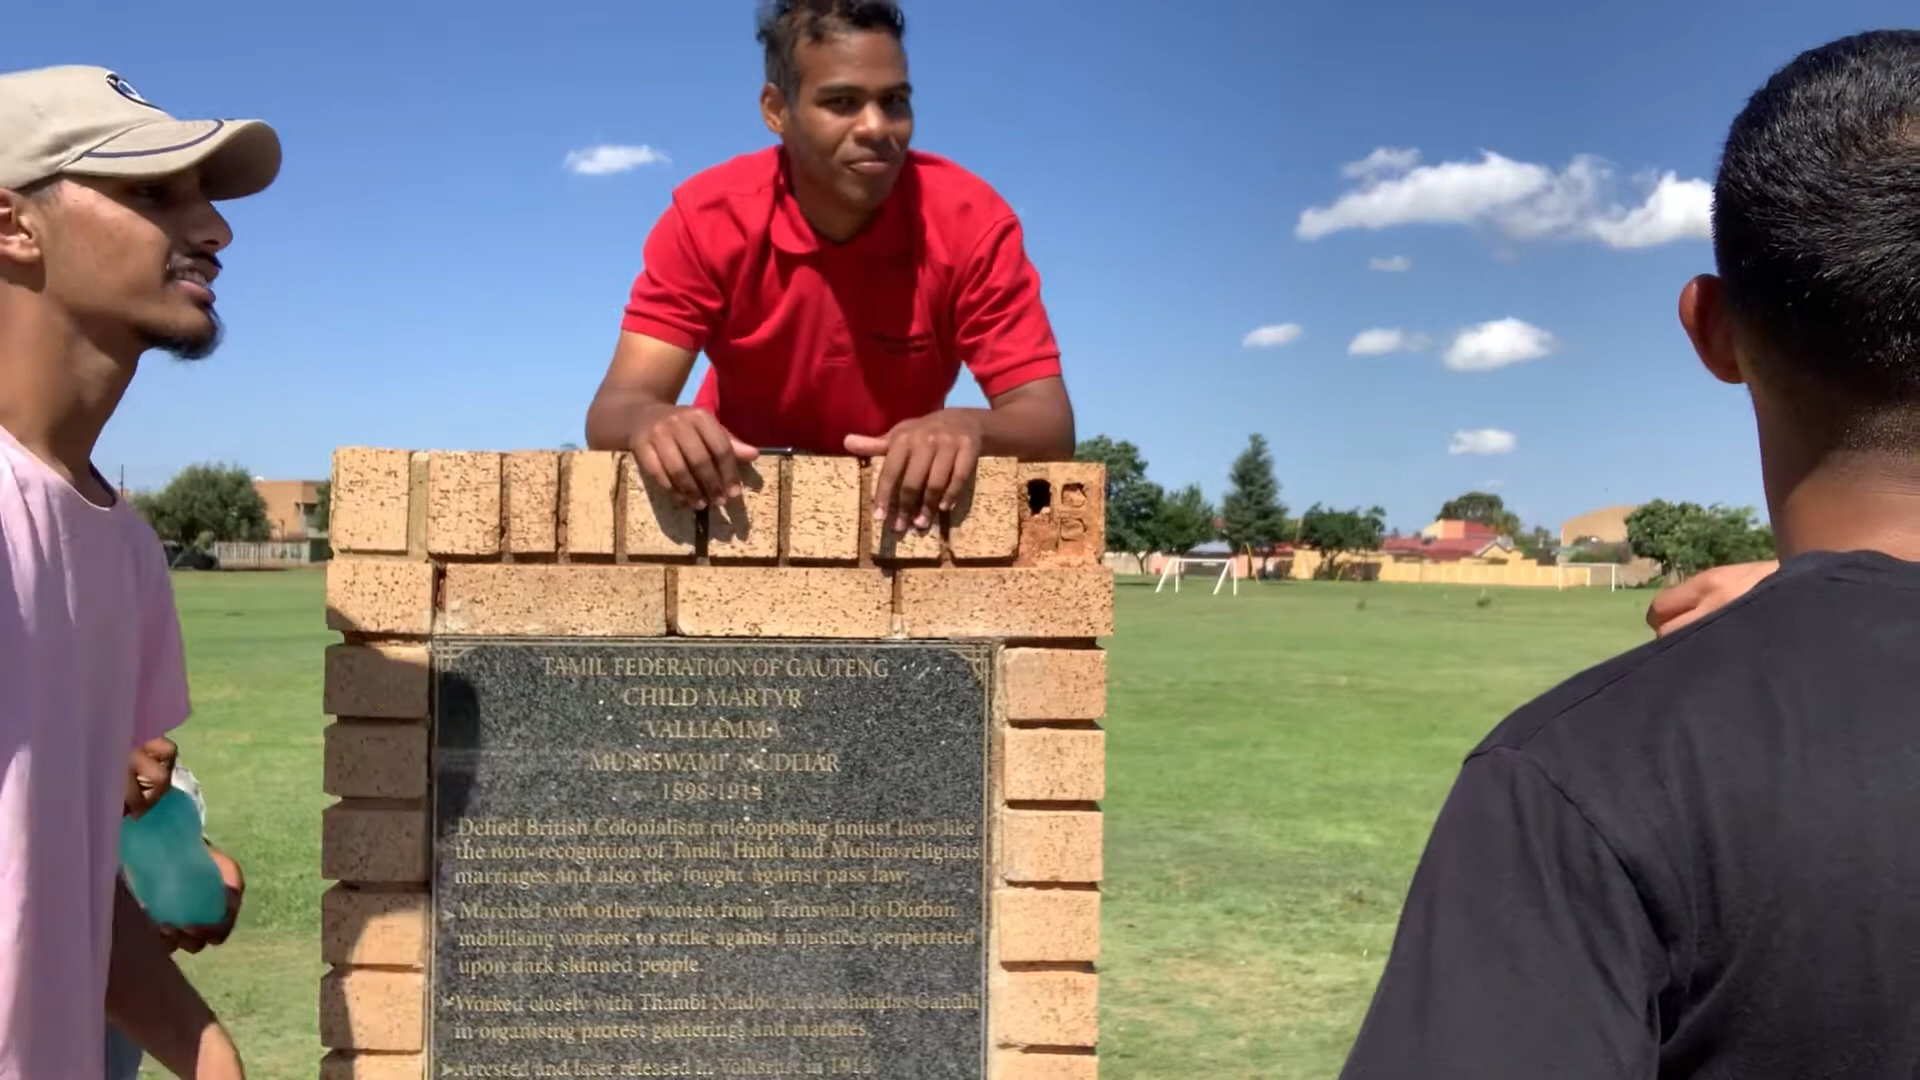 TAMIL FEDERATION OF GAUTENG
CHILD MARTYR
VALLIAMMA
MUNISWAMI MUDLIAR
1898-1914
Defied British Colonialism ruleopposing unjust laws like
the non-recognition of Tamil, Hindi and Muslim religious
marriages and also the fought against pass law.
Marched with other women from Transvaal to Durban
mobilising workers to strike against injustices perpetrated
upon dark skinned people.
Worked closely with Thambi Naidoo and Mohandas Gandhi
in organising protest gatherings and marches.
Arrested and later released in Volksrust in 1913